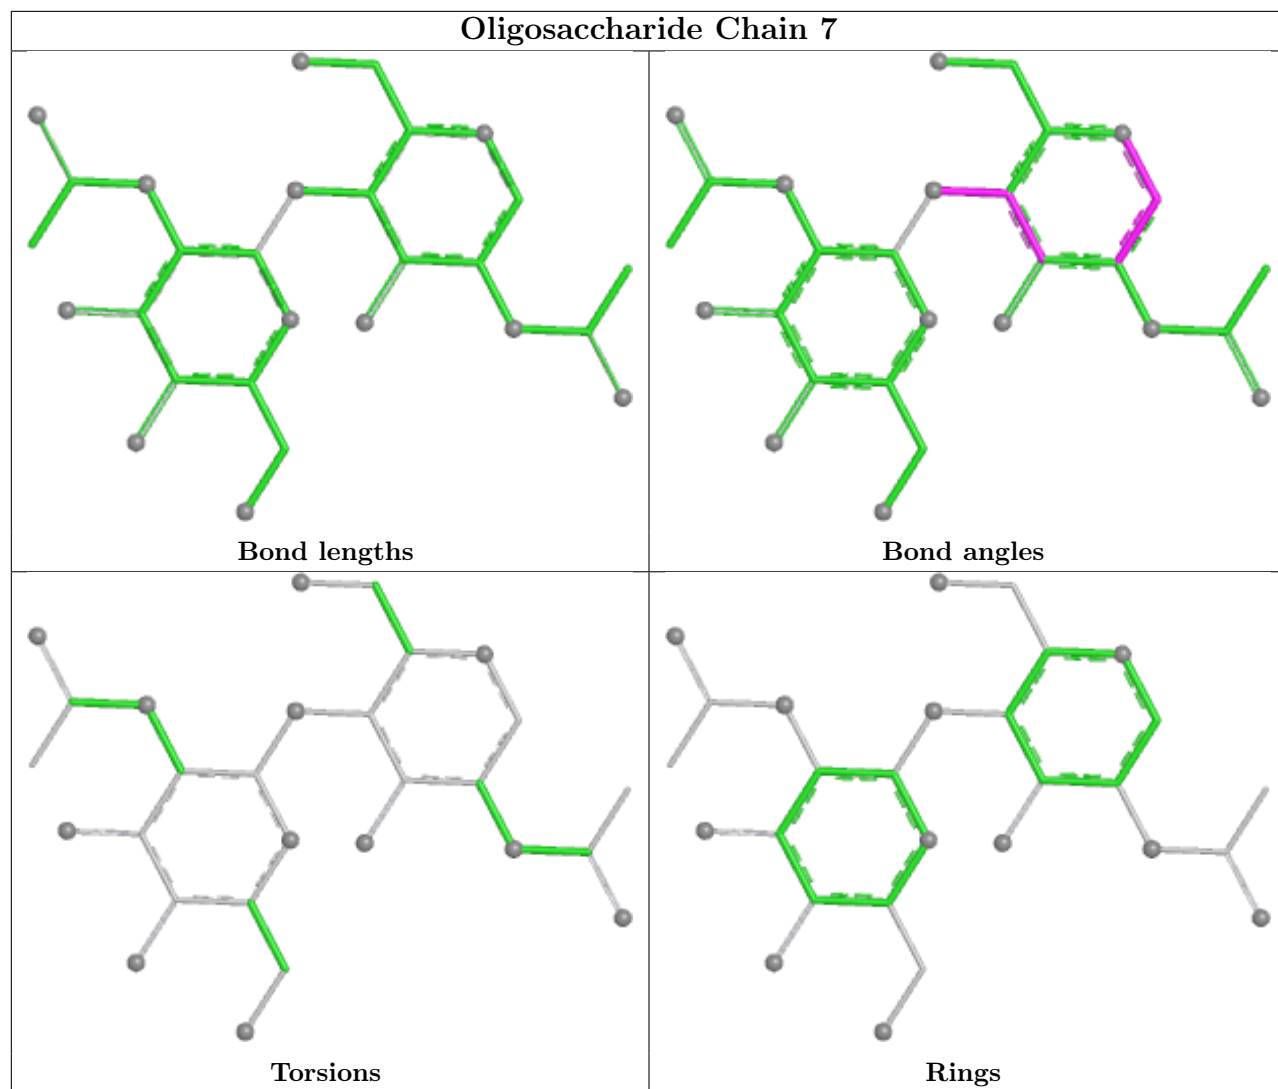 Oligosaccharide Chain 7
Bond lengths
Bond angles
Torsions
Rings